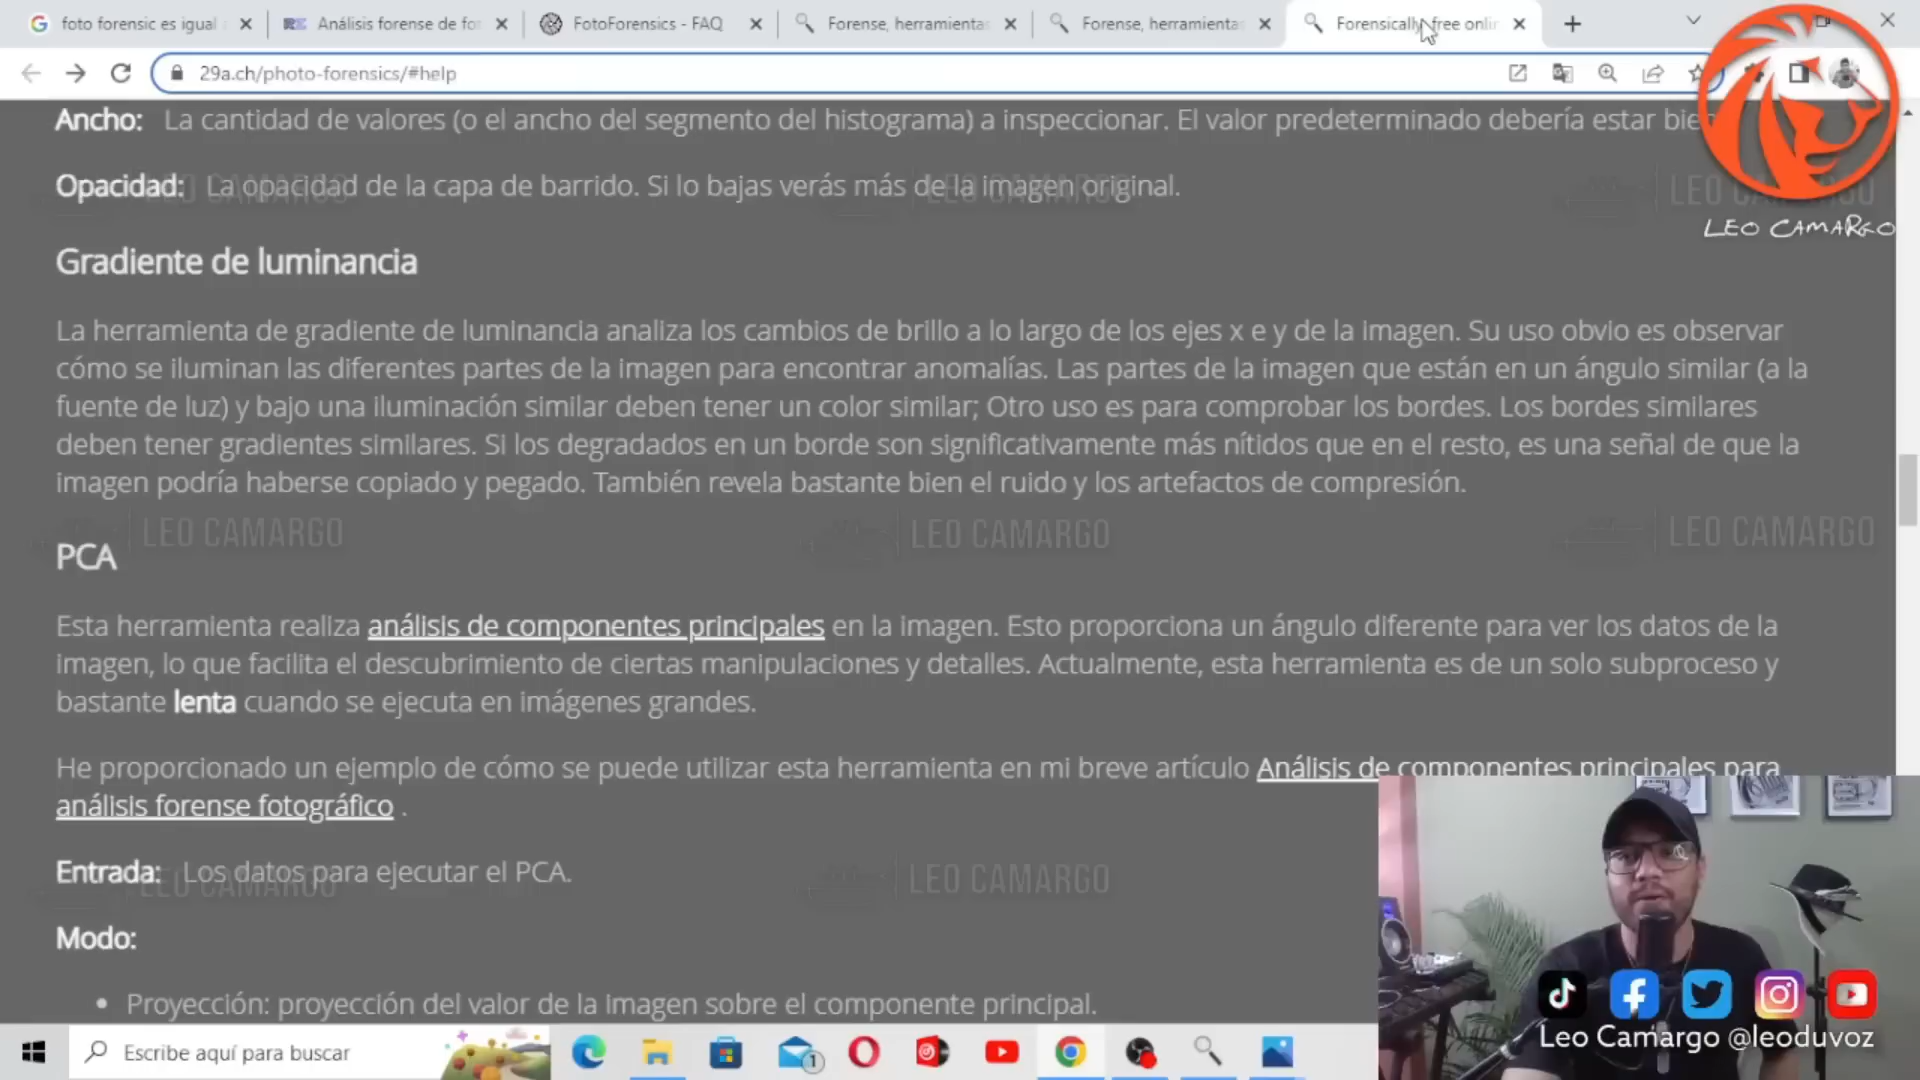 foto forensic es igual
Análisis forense de fo
FotoForensics - FAQ
Forense, herramientas
Forense, herramientas
Forensically, free onlin
29a.ch/photo-forensics/#help
Ancho: La cantidad de valores (o el ancho del segmento del histograma) a inspeccionar. El valor predeterminado debería estar bie
Opacidad: La opacidad de la capa de barrido. Si lo bajas verás más de la imagen original.
LEO CAMARGO
LEO CAMARGO
LEO CAMARGO
LEO CAMARGO
Gradiente de luminancia
La herramienta de gradiente de luminancia analiza los cambios de brillo a lo largo de los ejes x e y de la imagen. Su uso obvio es observar
cómo se iluminan las diferentes partes de la imagen para encontrar anomalías. Las partes de la imagen que están en un ángulo similar (a la
fuente de luz) y bajo una iluminación similar deben tener un color similar; Otro uso es para comprobar los bordes. Los bordes similares
deben tener gradientes similares. Si los degradados en un borde son significativamente más nítidos que en el resto, es una señal de que la
imagen podría haberse copiado y pegado. También revela bastante bien el ruido y los artefactos de compresión.
LEO CAMARGO
LEO CAMARGO
LEO CAMARGO
PCA
Esta herramienta realiza análisis de componentes principales en la imagen. Esto proporciona un ángulo diferente para ver los datos de la
imagen, lo que facilita el descubrimiento de ciertas manipulaciones y detalles. Actualmente, esta herramienta es de un solo subproceso y
bastante lenta cuando se ejecuta en imágenes grandes.
He proporcionado un ejemplo de cómo se puede utilizar esta herramienta en mi breve artículo Análisis de componentes principales para
análisis forense fotográfico .
Entrada: Los datos para ejecutar el PCA.
LEO CAMARGO
LEO CAMARGO
Modo:
• Proyección: proyección del valor de la imagen sobre el componente principal.
Escribe aquí para buscar
1
Leo Camargo @leoduvoz